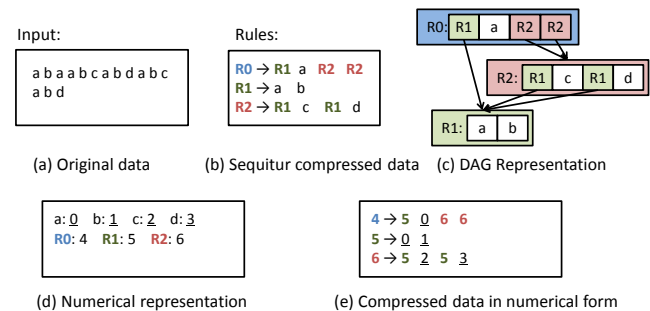 Input:
a b a a b c a b d a b c
a b d
(a) Original data
Rules:
R0 → R1 a R2 R2
R1 → a b
R2 → R1 c R1 d
(b) Sequitur compressed data
R0: R1 a R2 R2
R2: R1 c R1 d
R1: a b
(c) DAG Representation
a: 0 b: 1 c: 2 d: 3
R0: 4 R1: 5 R2: 6
(d) Numerical representation
4 → 5 0 6 6
5 → 0 1
6 → 5 2 5 3
(e) Compressed data in numerical form